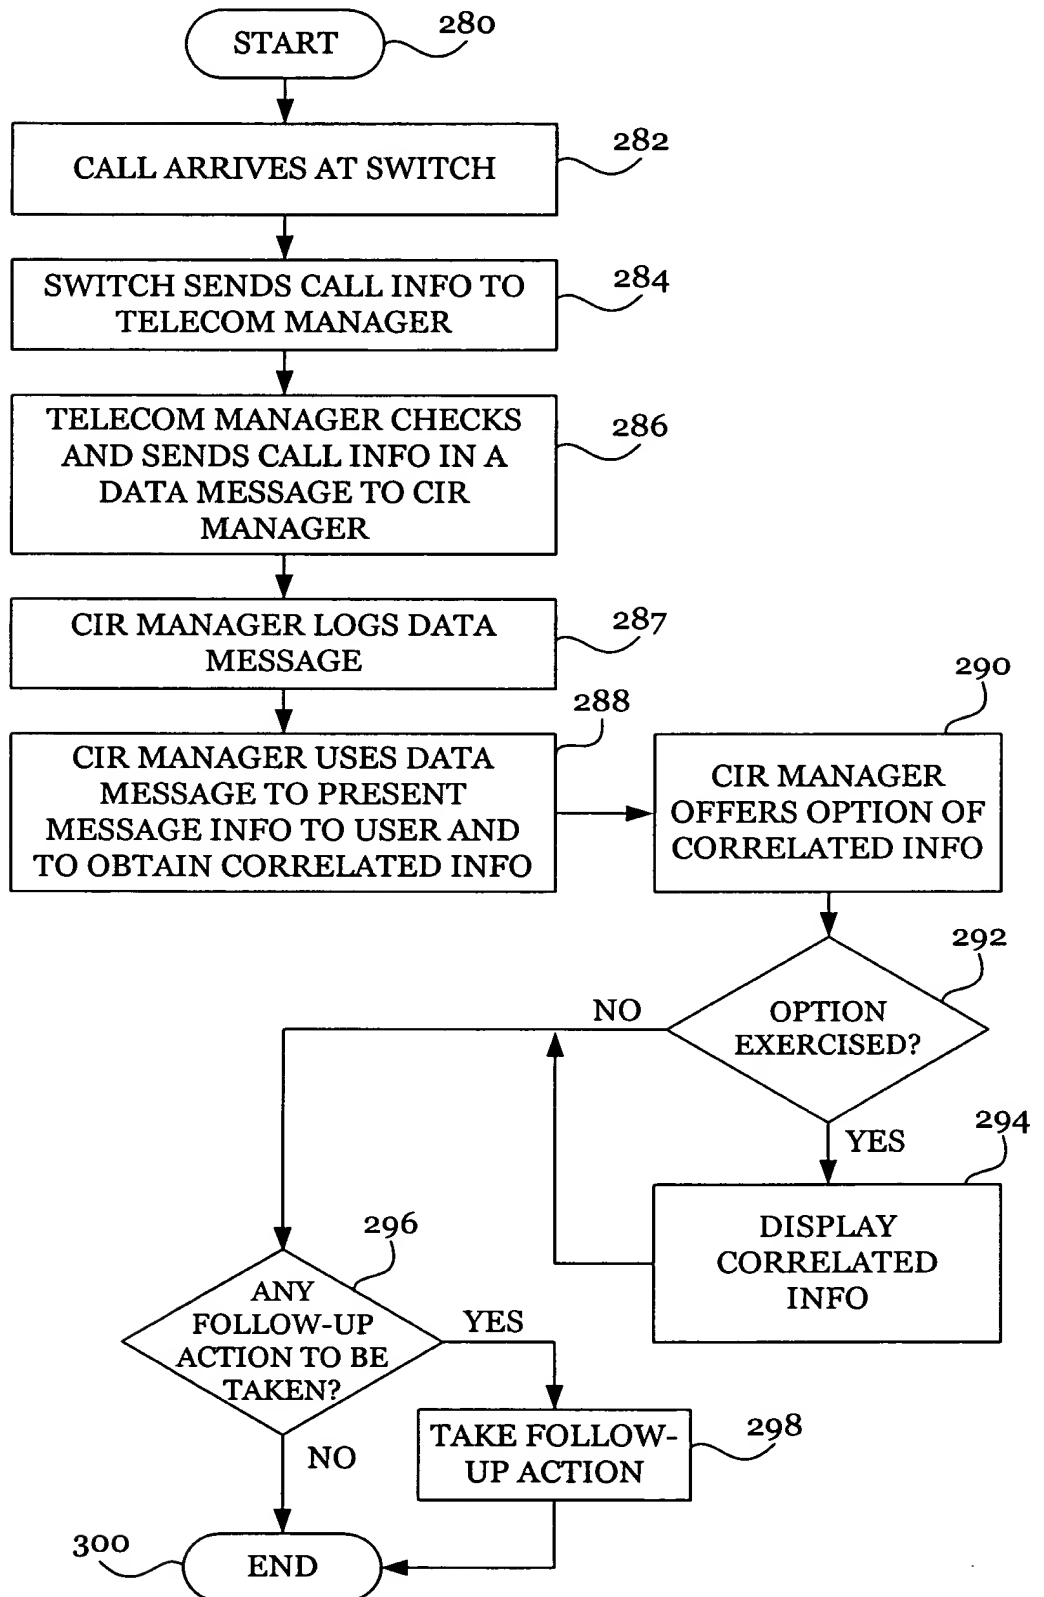 START
280
CALL ARRIVES AT SWITCH
282
SWITCH SENDS CALL INFO TO
TELECOM MANAGER
284
TELECOM MANAGER CHECKS
AND SENDS CALL INFO IN A
DATA MESSAGE TO CIR
MANAGER
286
CIR MANAGER LOGS DATA
MESSAGE
287
CIR MANAGER USES DATA
MESSAGE TO PRESENT
MESSAGE INFO TO USER AND
TO OBTAIN CORRELATED INFO
288
CIR MANAGER
OFFERS OPTION OF
CORRELATED INFO
290
OPTION
EXERCISED?
292
NO
YES
DISPLAY
CORRELATED
INFO
294
ANY
FOLLOW-UP
ACTION TO BE
TAKEN?
296
YES
NO
TAKE FOLLOW-
UP ACTION
298
END
300